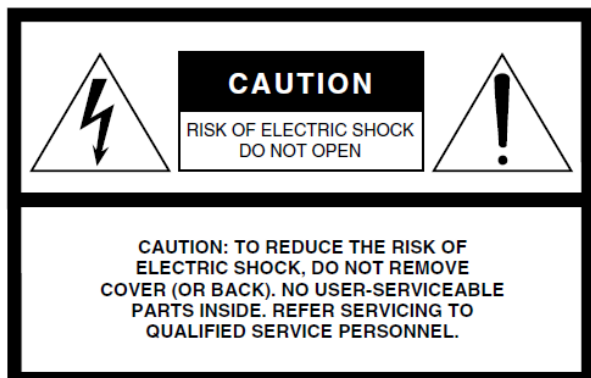 CAUTION
RISK OF ELECTRIC SHOCK
DO NOT OPEN
CAUTION: TO REDUCE THE RISK OF
ELECTRIC SHOCK, DO NOT REMOVE
COVER (OR BACK). NO USER-SERVICEABLE
PARTS INSIDE. REFER SERVICING TO
QUALIFIED SERVICE PERSONNEL.